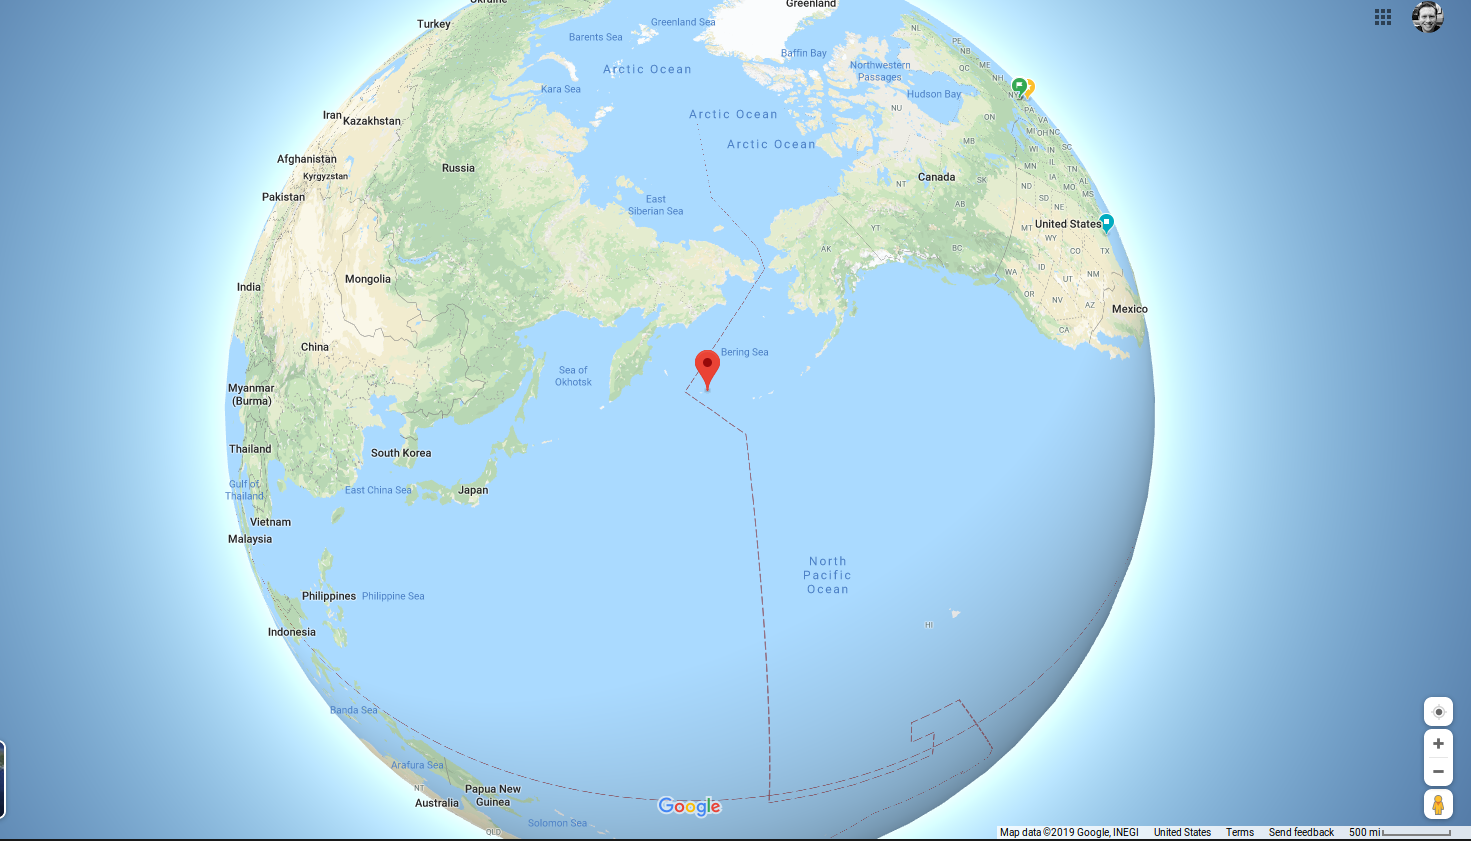 Ukraine
Greenland
Turkey
Greenland Sea
Barents Sea
Baffin Bay
NL
PE
NB
Arctic Ocean
Northwestern
Passages
QC
ME
NH
Kara Sea
Hudson Bay
NY
NU
PA
Iran
Kazakhstan
Arctic Ocean
ON
VA
MI
OH
NC
Arctic Ocean
MB
WI
IN
SC
Afghanistan
Kyrgyzstan
Russia
MN
IL
TN
Pakistan
Canada
SK
IA
AL
NT
ND
MO
MS
East
Siberian Sea
AB
SD
NE
YT
United States
MT
WY
AK
BC
CO
TX
Mongolia
WA
ID
UT
NM
India
OR
NV
AZ
Mexico
CA
China
Bering Sea
Sea of
Okhotsk
Myanmar
(Burma)
Thailand
South Korea
Gulf of
Thailand
East China Sea
Japan
Vietnam
Malaysia
North
Pacific
Ocean
Philippines
Philippine Sea
HI
Indonesia
Banda Sea
Arafura Sea
NT
Papua New
Guinea
Australia
Google
Solomon Sea
QLD
Map data ©2019 Google, INEGI United States Terms Send feedback 500 mi